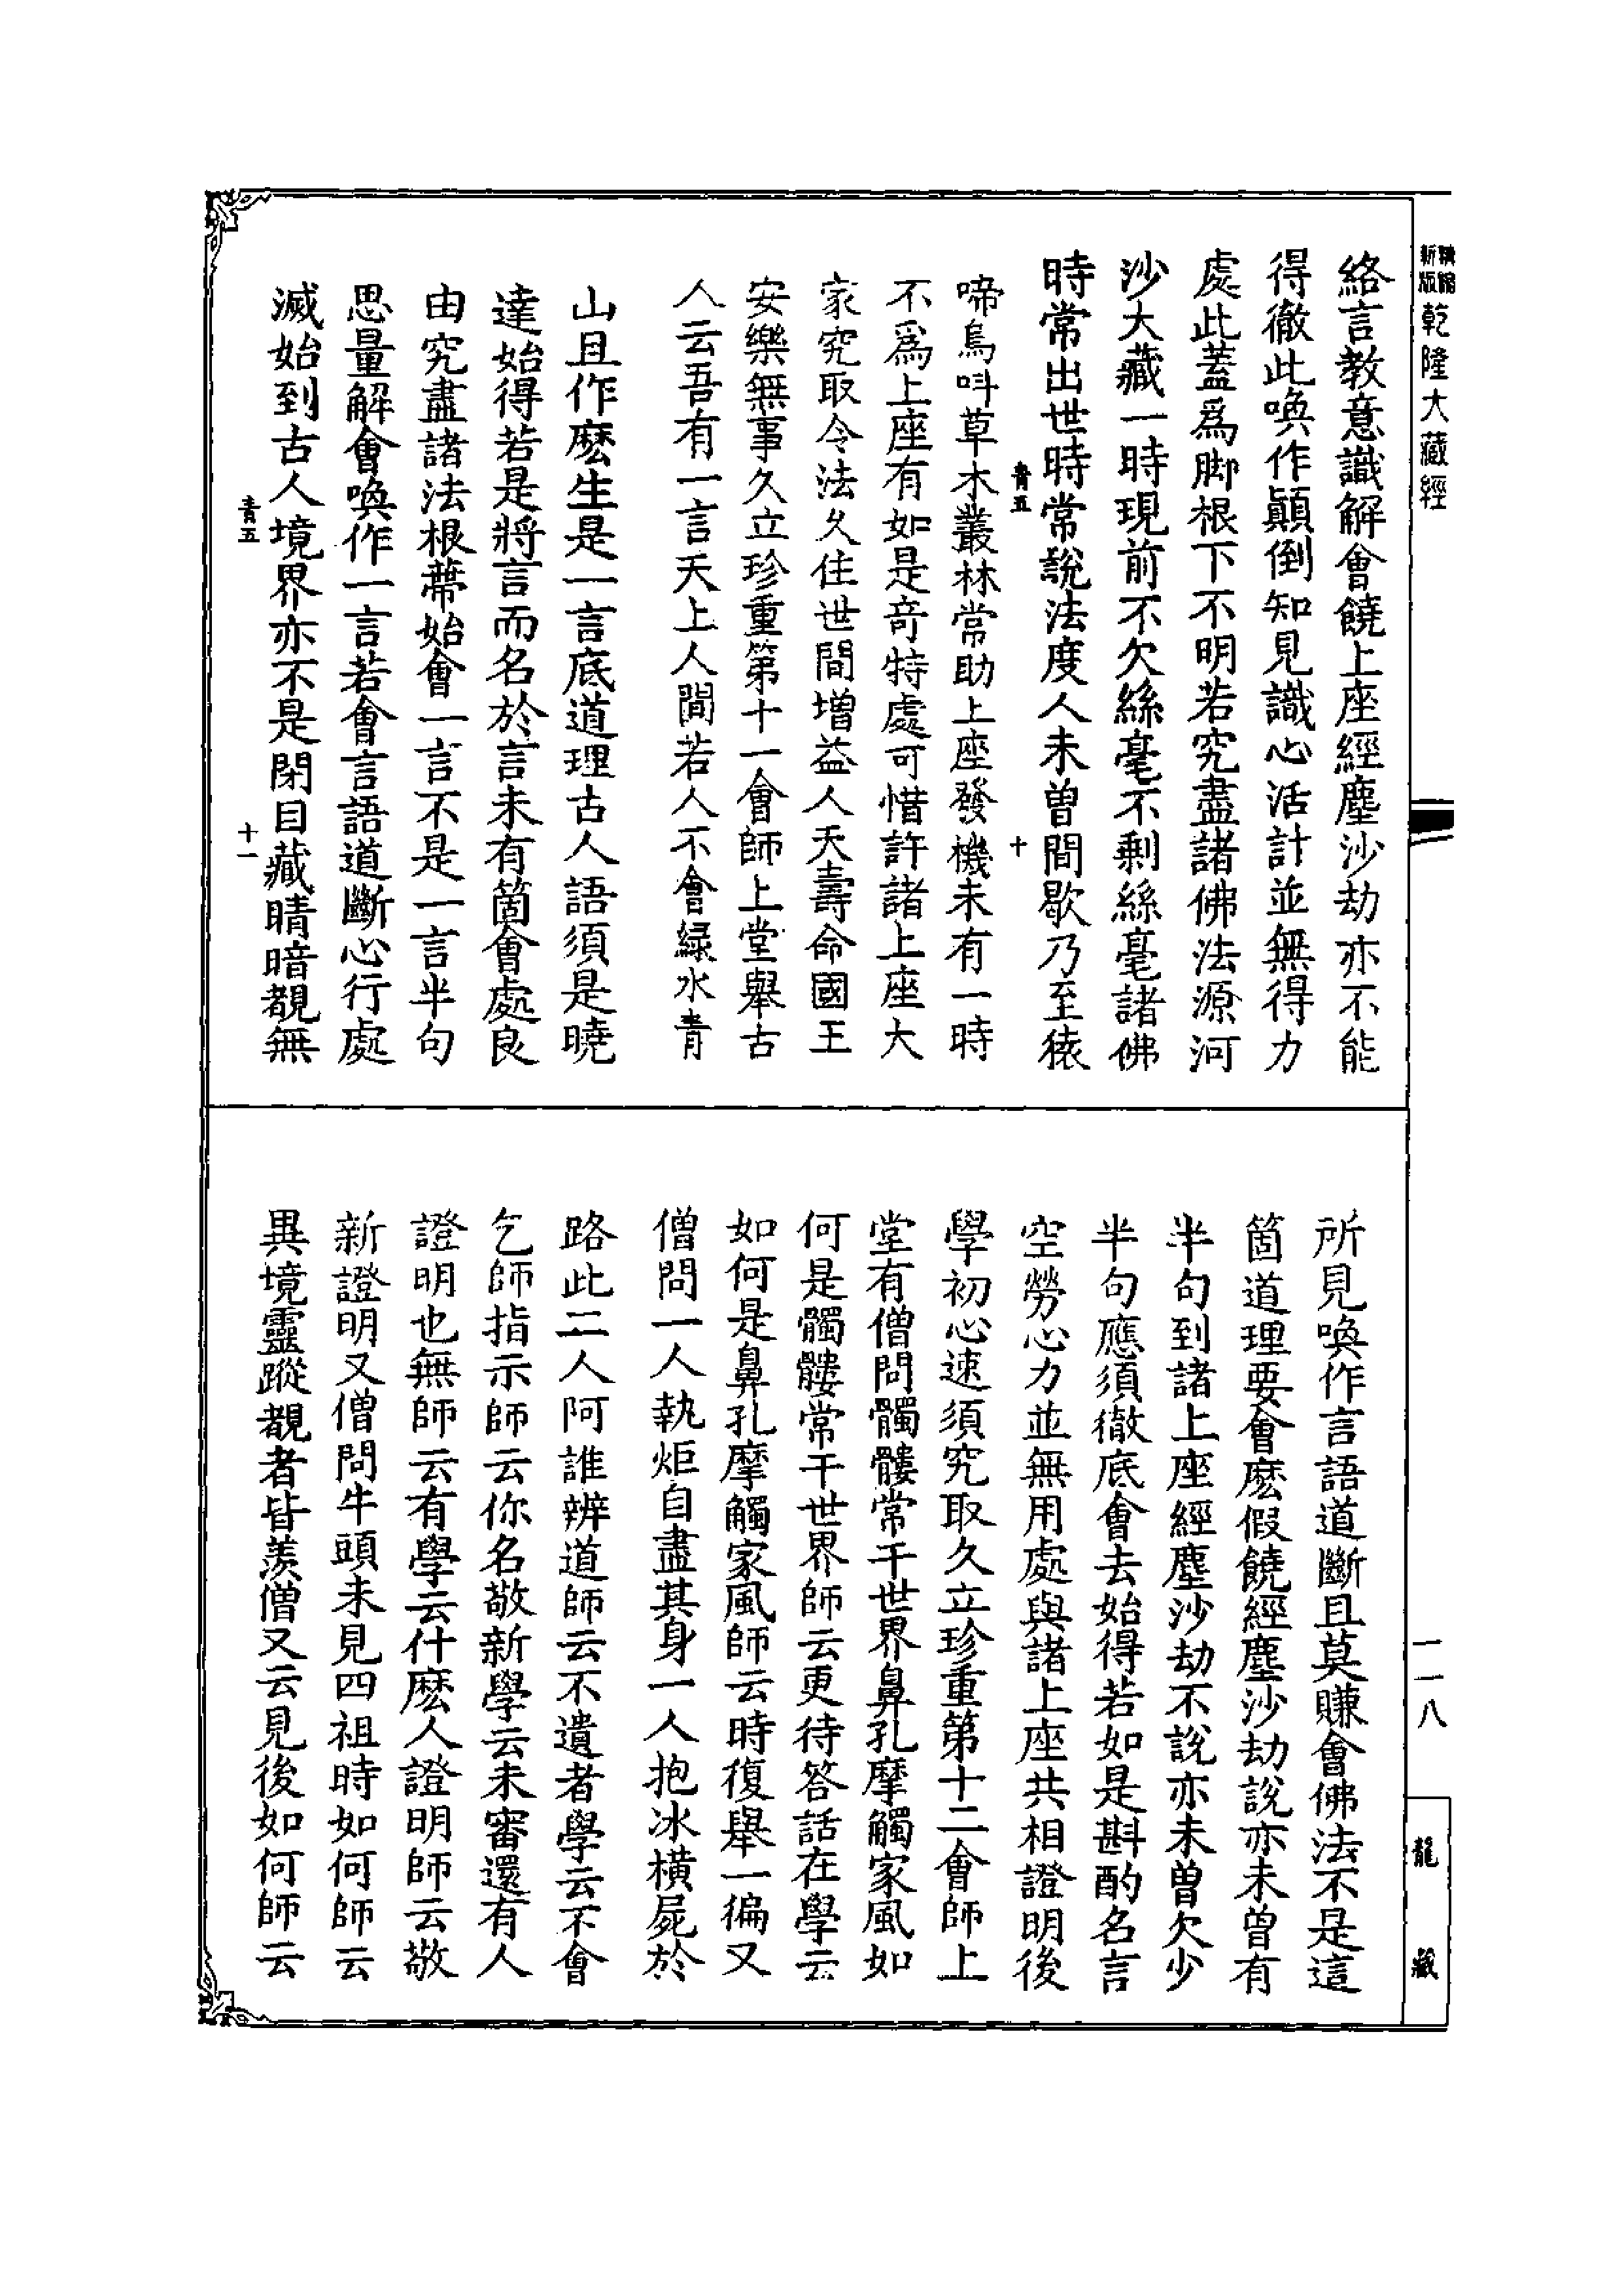 新版
精縮
乾隆大藏經
絡言教意識解會饒上座經塵沙劫亦不能
得徹此喚作顚倒知見識心活計並無得力
處此蓋爲脚根下不明若究盡諸佛法源河
沙大藏一時現前不欠絲毫不剩絲毫諸佛
時常出世時常說法度人未曽間歇乃至猿
青五
十
啼鳥呌草木叢林常助上座發機未有一時
不爲上座有如是竒特處可惜許諸上座大
家究取令法久住世間增益人天壽命國王
安樂無事久立珍重第十一會師上堂舉古
人云吾有一言天上人間若人不會緑水青
山且作麽生是一言底道理古人語須是曉
達始得若是將言而名於言未有箇會處良
由究盡諸法根蔕始會一言不是一言半句
思量解會喚作一言若會言語道斷心行處
滅始到古人境界亦不是閉目藏睛暗覩無
青五
十一
所見喚作言語道斷且莫賺會佛法不是這
箇道理要會麽假饒經塵沙劫說亦未曽有
半句到諸上座經塵沙劫不說亦未曽欠少
半句應須徹底會去始得若如是斟酌名言
空勞心力並無用處與諸上座共相證明後
學初心速須究取久立珍重第十二會師上
堂有僧問髑髏常干世界鼻孔摩觸家風如
何是髑髏常干世界師云更待答話在學云
如何是鼻孔摩觸家風師云時復舉一徧又
僧問一人執炬自盡其身一人抱冰橫屍於
路此二人阿誰辨道師云不遺者學云不會
乞師指示師云你名敬新學云未審還有人
證明也無師云有學云什麽人證明師云敬
新證明又僧問牛頭未見四祖時如何師云
異境靈蹤覩者皆羨僧又云見後如何師云
一一八
龍藏